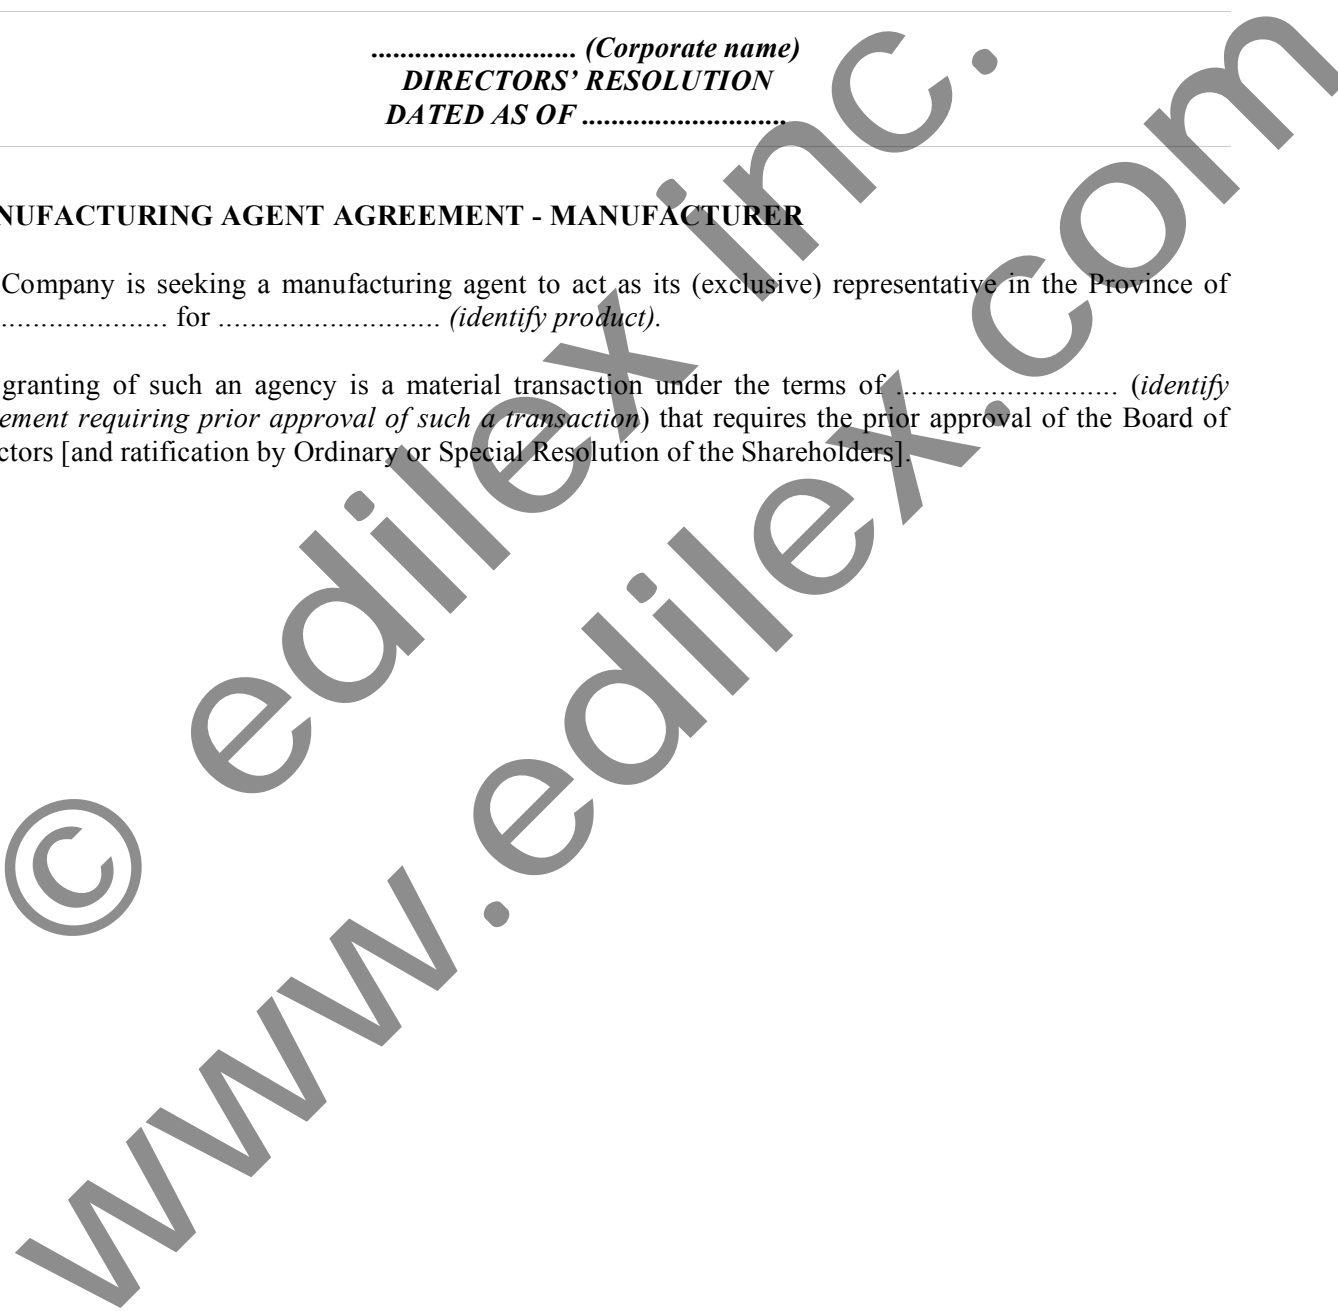 ........................... (Corporate name)
DIRECTORS’ RESOLUTION
DATED AS OF ...........................
NUFACTURING AGENT AGREEMENT - MANUFACTURER
Company is seeking a manufacturing agent to act as its (exclusive) representative in the Province of
..................... for ............................ (identify product).
granting of such an agency is a material transaction under the terms of ............................ (identify
ement requiring prior approval of such a transaction) that requires the prior approval of the Board of
ctors [and ratification by Ordinary or Special Resolution of the Shareholders].
© edilex inc.
www.edilex.com